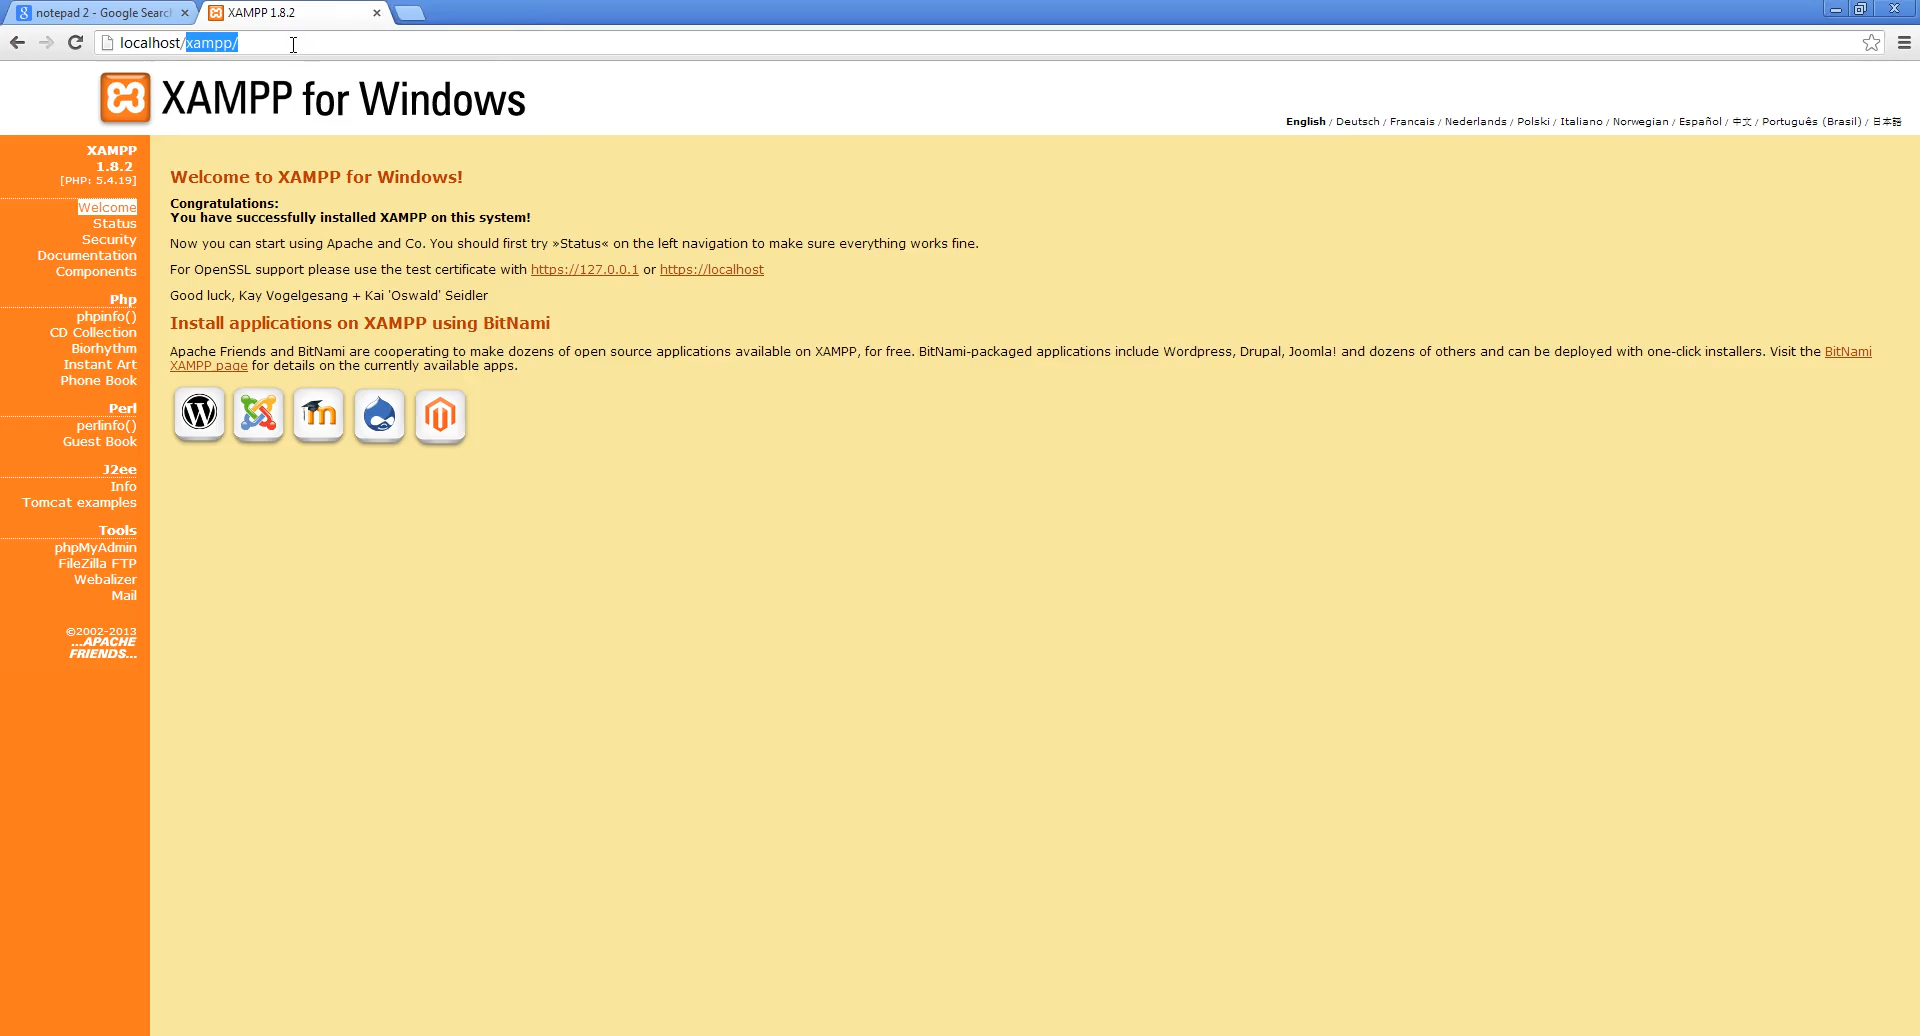 notepad 2 - Google Searc
XAMPP 1.8.2
localhost/xampp/
XAMPP for Windows
English / Deutsch / Francais / Nederlands / Polski / Italiano / Norwegian / Español / 中文 / Português (Brasil) / 日本語
XAMPP
1.8.2
[PHP: 5.4.19]
Welcome
Status
Security
Documentation
Components
Php
phpinfo()
CD Collection
Biorhythm
Instant Art
Phone Book
Perl
perlinfo()
Guest Book
J2ee
Info
Tomcat examples
Tools
phpMyAdmin
FileZilla FTP
Webalizer
Mail
©2002-2013
...APACHE
FRIENDS...
Welcome to XAMPP for Windows!
Congratulations:
You have successfully installed XAMPP on this system!
Now you can start using Apache and Co. You should first try »Status« on the left navigation to make sure everything works fine.
For OpenSSL support please use the test certificate with https://127.0.0.1 or https://localhost
Good luck, Kay Vogelgesang + Kai 'Oswald' Seidler
Install applications on XAMPP using BitNami
Apache Friends and BitNami are cooperating to make dozens of open source applications available on XAMPP, for free. BitNami-packaged applications include Wordpress, Drupal, Joomla! and dozens of others and can be deployed with one-click installers. Visit the BitNami
XAMPP page for details on the currently available apps.